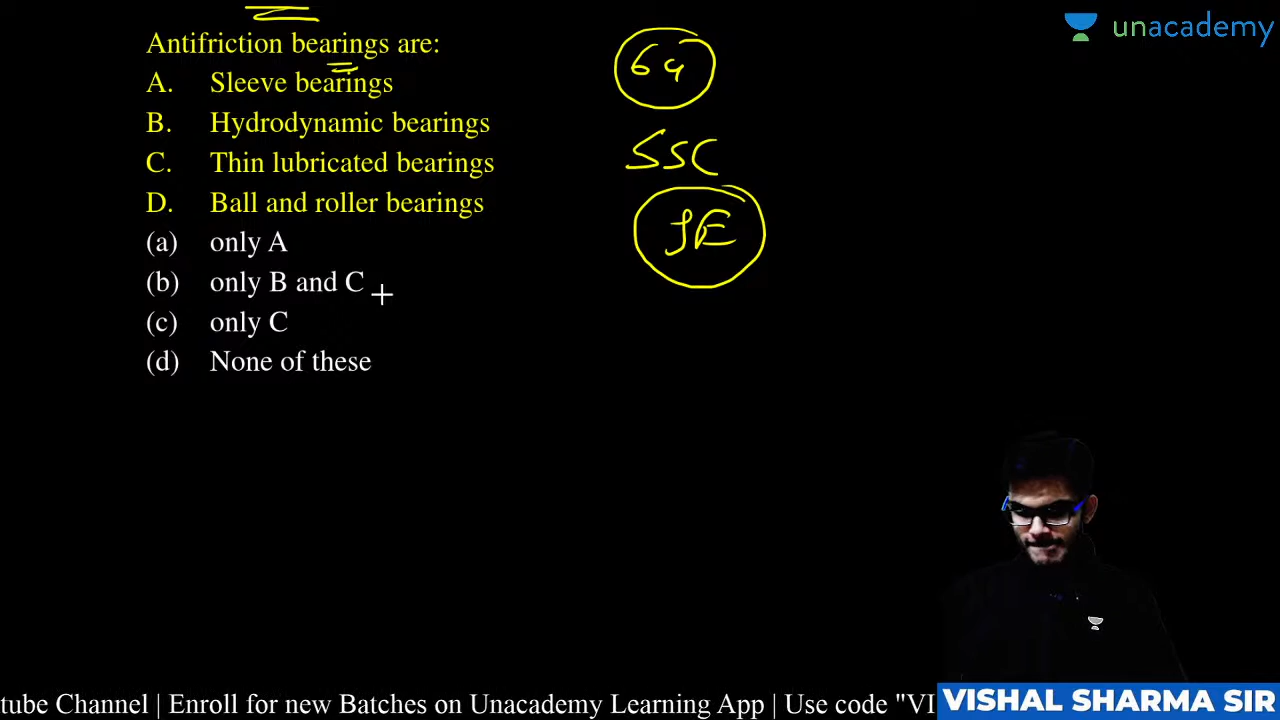 unacademy
Antifriction bearings are:
A. Sleeve bearings
B. Hydrodynamic bearings
C. Thin lubricated bearings
D. Ball and roller bearings
(a) only A
(b) only B and C
(c) only C
(d) None of these
64
SSC
JE
tube Channel | Enroll for new Batches on Unacademy Learning App | Use code "VI
VISHAL SHARMA SIR